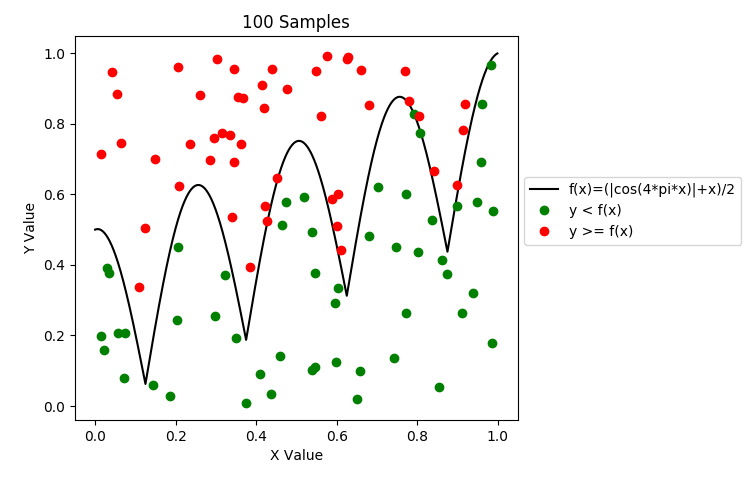 100 Samples
1.0
0.8
0.6
0.4
0.2
0.0
Y Value
0.0 0.2 0.4 0.6 0.8 1.0
X Value
f(x)=(|cos(4*pi*x)|+x)/2
y < f(x)
y >= f(x)